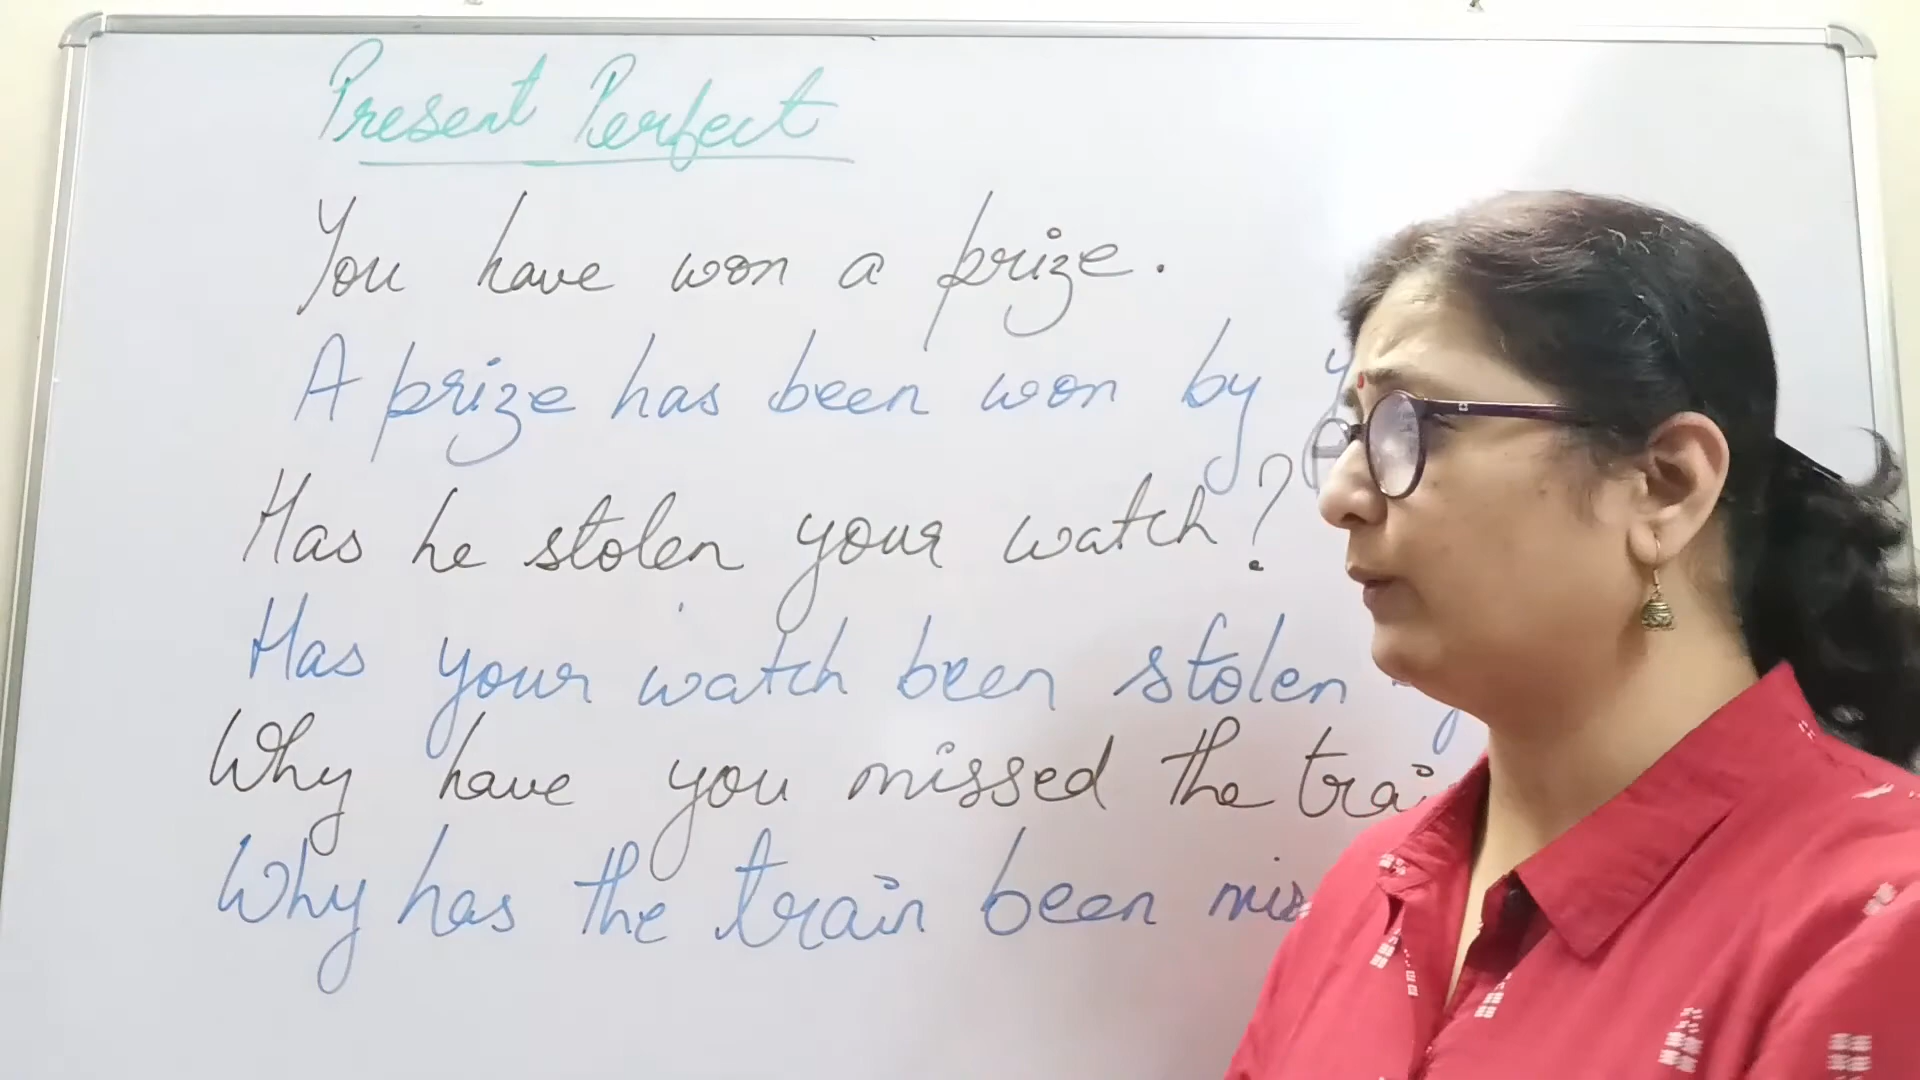 Present Perfect
You have won a prize.
A prize has been won by
Has he stolen your watch?
Has your watch been stolen
Why have you missed the
Why has the train been